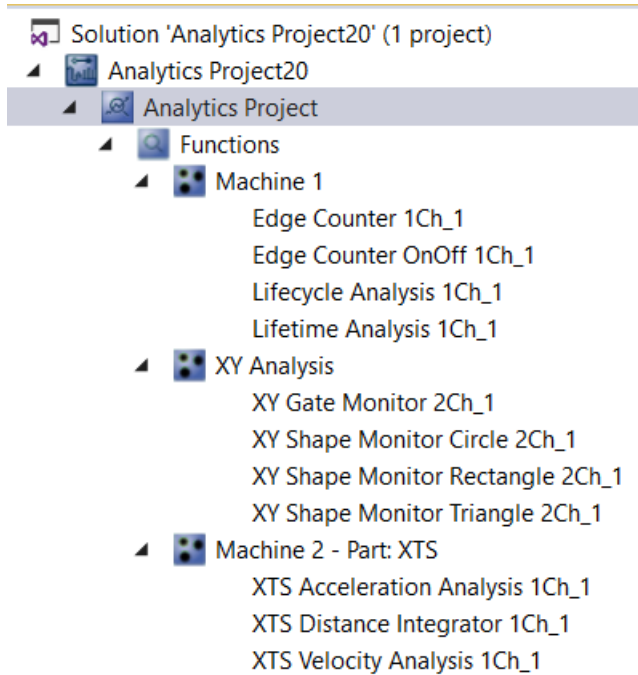 Solution 'Analytics Project20' (1 project)
Analytics Project20
Analytics Project
Functions
Machine 1
Edge Counter 1Ch_1
Edge Counter OnOff 1Ch_1
Lifecycle Analysis 1Ch_1
Lifetime Analysis 1Ch_1
XY Analysis
XY Gate Monitor 2Ch_1
XY Shape Monitor Circle 2Ch_1
XY Shape Monitor Rectangle 2Ch_1
XY Shape Monitor Triangle 2Ch_1
Machine 2 - Part: XTS
XTS Acceleration Analysis 1Ch_1
XTS Distance Integrator 1Ch_1
XTS Velocity Analysis 1Ch_1